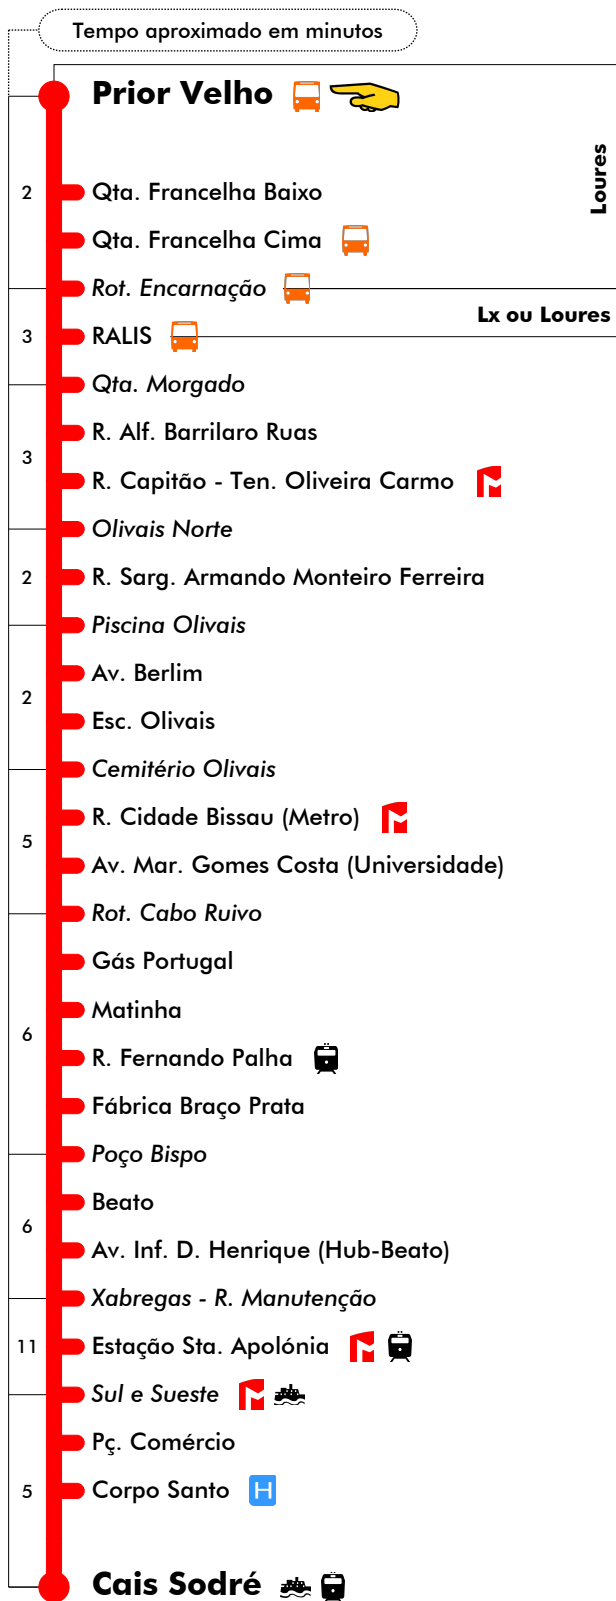 Tempo aproximado em minutos
Prior Velho
Loures
2
Qta. Francelha Baixo
Qta. Francelha Cima
Rot. Encarnação
Lx ou Loures
3
RALIS
Qta. Morgado
R. Alf. Barrilaro Ruas
3
R. Capitão - Ten. Oliveira Carmo
Olivais Norte
2
R. Sarg. Armando Monteiro Ferreira
Piscina Olivais
Av. Berlim
2
Esc. Olivais
Cemitério Olivais
R. Cidade Bissau (Metro)
5
Av. Mar. Gomes Costa (Universidade)
Rot. Cabo Ruivo
Gás Portugal
Matinha
6
R. Fernando Palha
Fábrica Braço Prata
Poço Bispo
Beato
6
Av. Inf. D. Henrique (Hub-Beato)
Xabregas - R. Manutenção
11
Estação Sta. Apolónia
Sul e Sueste
Pç. Comércio
5
Corpo Santo
H
Cais Sodré